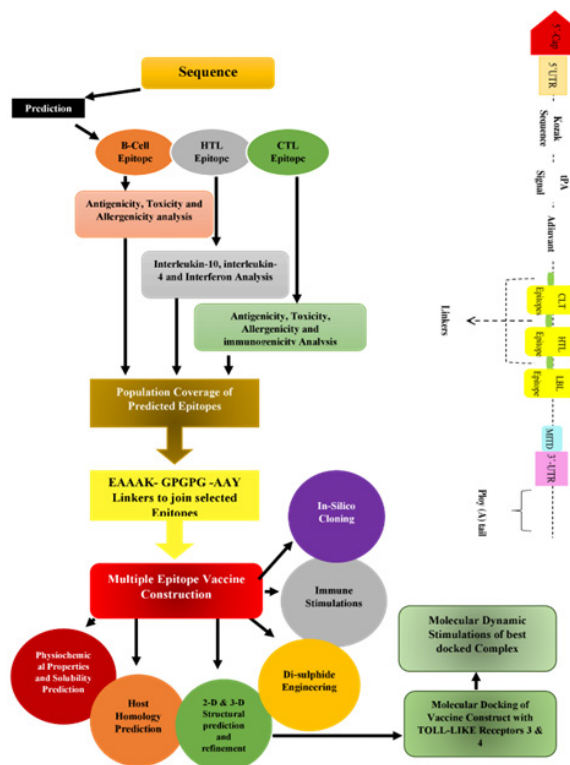 Sequence
Prediction
B-Cell
Epitope
HTL
Epitope
CTL
Epitope
Antigenicity, Toxicity and
Allergenicity analysis
Interleukin-10, interleukin-
4 and Interferon Analysis
Antigenicity, Toxicity,
Allergenicity and
immunogenicity Analysis
Population Coverage of
Predicted Epitopes
EAAAK- GPGPG -AAY
Linkers to join selected
Epitopes
Multiple Epitope Vaccine
Construction
In-Silico
Cloning
Immune
Stimulations
Di-sulphide
Engineering
2-D & 3-D
Structural
prediction
and
refinement
Host
Homology
Prediction
Physiochemic
al Properties
and Solubility
Prediction
Molecular Dynamic
Stimulations of best
docked Complex
Molecular Docking of
Vaccine Construct with
TOLL-LIKE Receptors 3 &
4
5'-Cap
5'UTR
Kozak
Sequence
tPA
Signal
Adjuvant
CLT
Epitopes
HTL
Epitope
LBL
Epitope
Linkers
MITD
3'-UTR
Ploy (A) tail